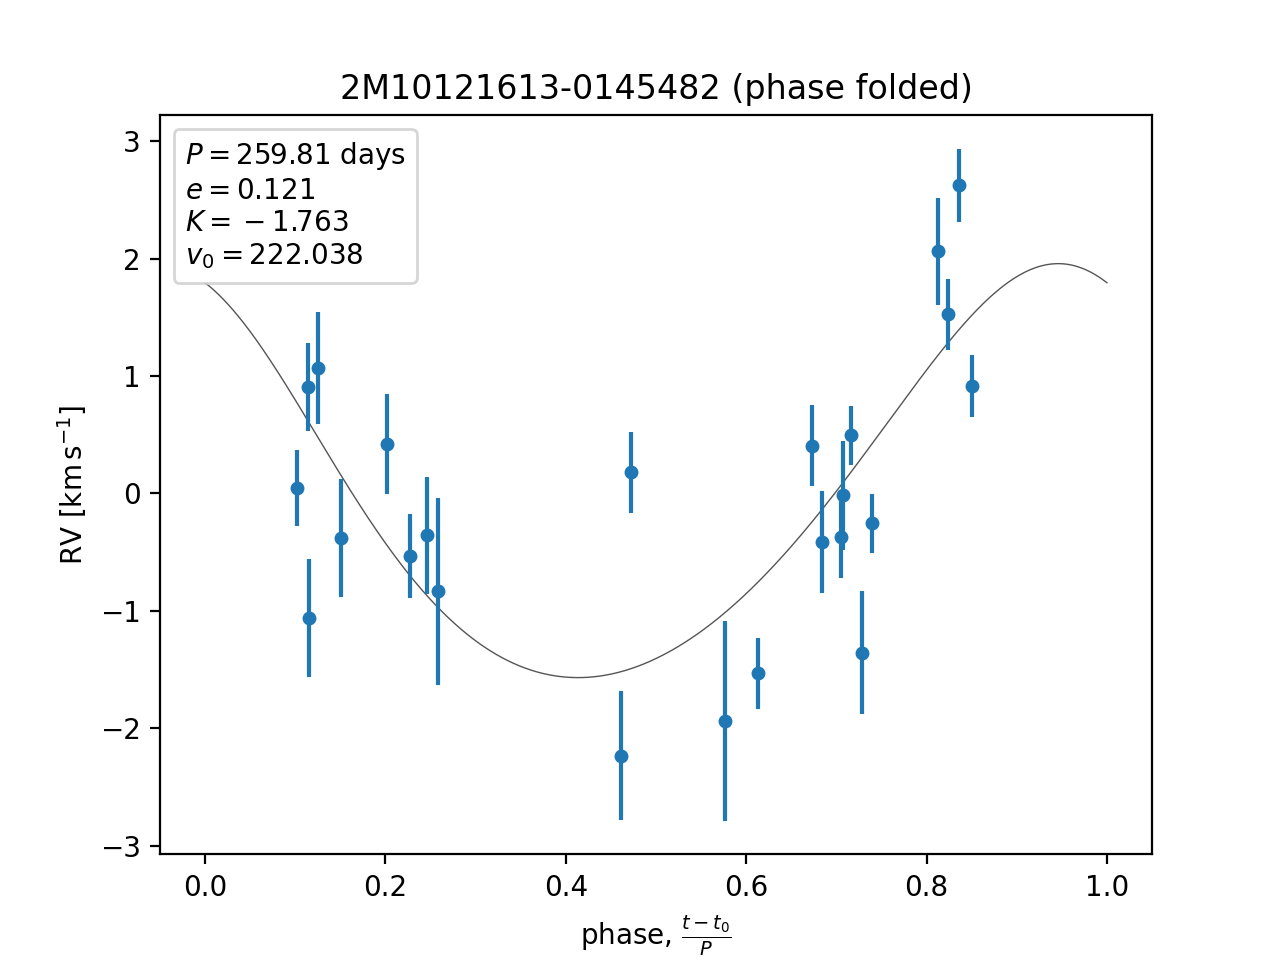 2M10121613-0145482 (phase folded)
P = 259.81 days
e = 0.121
K = −1.763
v₀ = 222.038
RV [km s⁻¹]
3
2
1
0
−1
−2
−3
0.0 0.2 0.4 0.6 0.8 1.0
phase, (t − t₀)/P